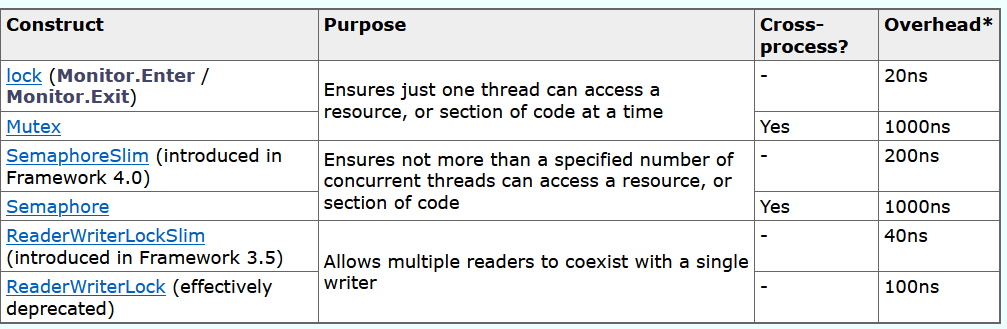 Construct Purpose Cross-
process? Overhead*
lock (Monitor.Enter /
Monitor.Exit)
Ensures just one thread can access a
resource, or section of code at a time
- 20ns
Mutex Yes 1000ns
SemaphoreSlim (introduced in
Framework 4.0)
Ensures not more than a specified number of
concurrent threads can access a resource, or
section of code
- 200ns
Semaphore Yes 1000ns
ReaderWriterLockSlim
(introduced in Framework 3.5)
Allows multiple readers to coexist with a single
writer
- 40ns
ReaderWriterLock (effectively
deprecated)
- 100ns